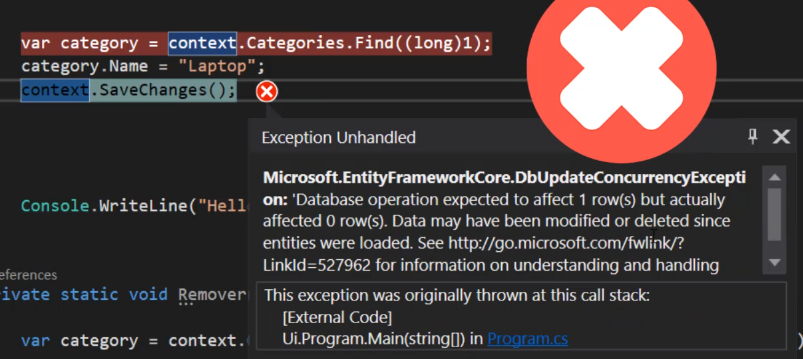 var category = context.Categories.Find((long)1);
category.Name = "Laptop";
context.SaveChanges();
Exception Unhandled
Microsoft.EntityFrameworkCore.DbUpdateConcurrencyExcepti
on: 'Database operation expected to affect 1 row(s) but actually
affected 0 row(s). Data may have been modified or deleted since
entities were loaded. See http://go.microsoft.com/fwlink/?
LinkId=527962 for information on understanding and handling
Console.WriteLine("Hell
This exception was originally thrown at this call stack:
[External Code]
Ui.Program.Main(string[]) in Program.cs
eferences
rivate static void Remover
var category = context.